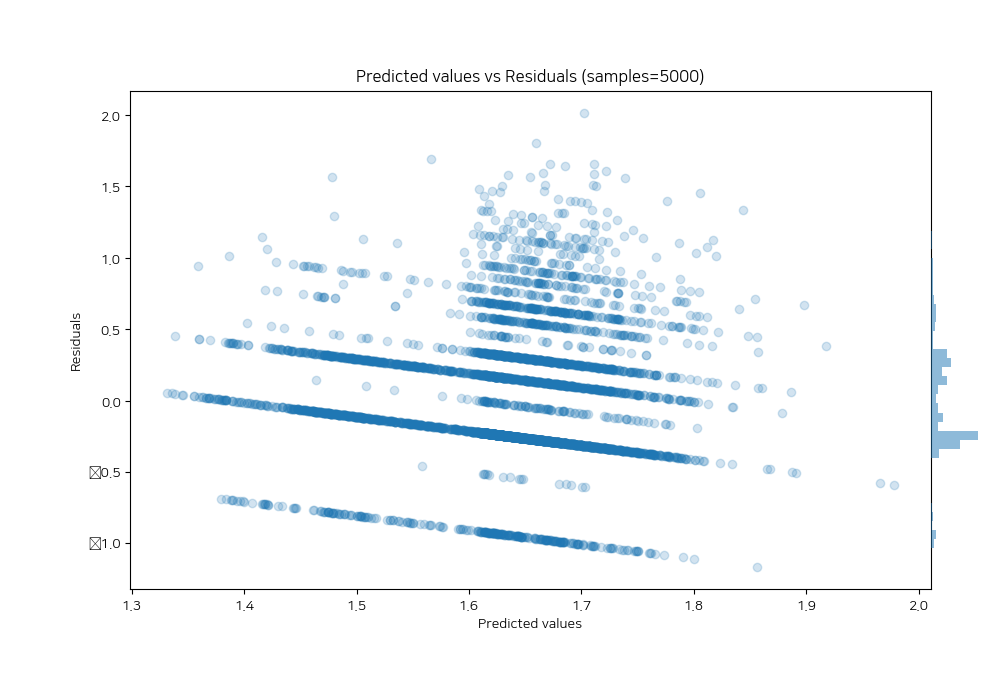 Predicted values vs Residuals (samples=5000)
2.0
1.5
1.0
0.5
0.0
□0.5
□1.0
Residuals
1.3 1.4 1.5 1.6 1.7 1.8 1.9 2.0
Predicted values